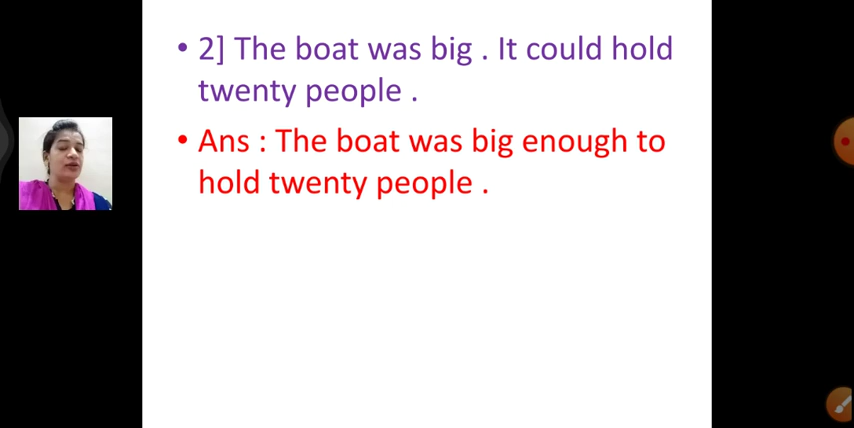 • 2] The boat was big . It could hold
twenty people .
• Ans : The boat was big enough to
hold twenty people .